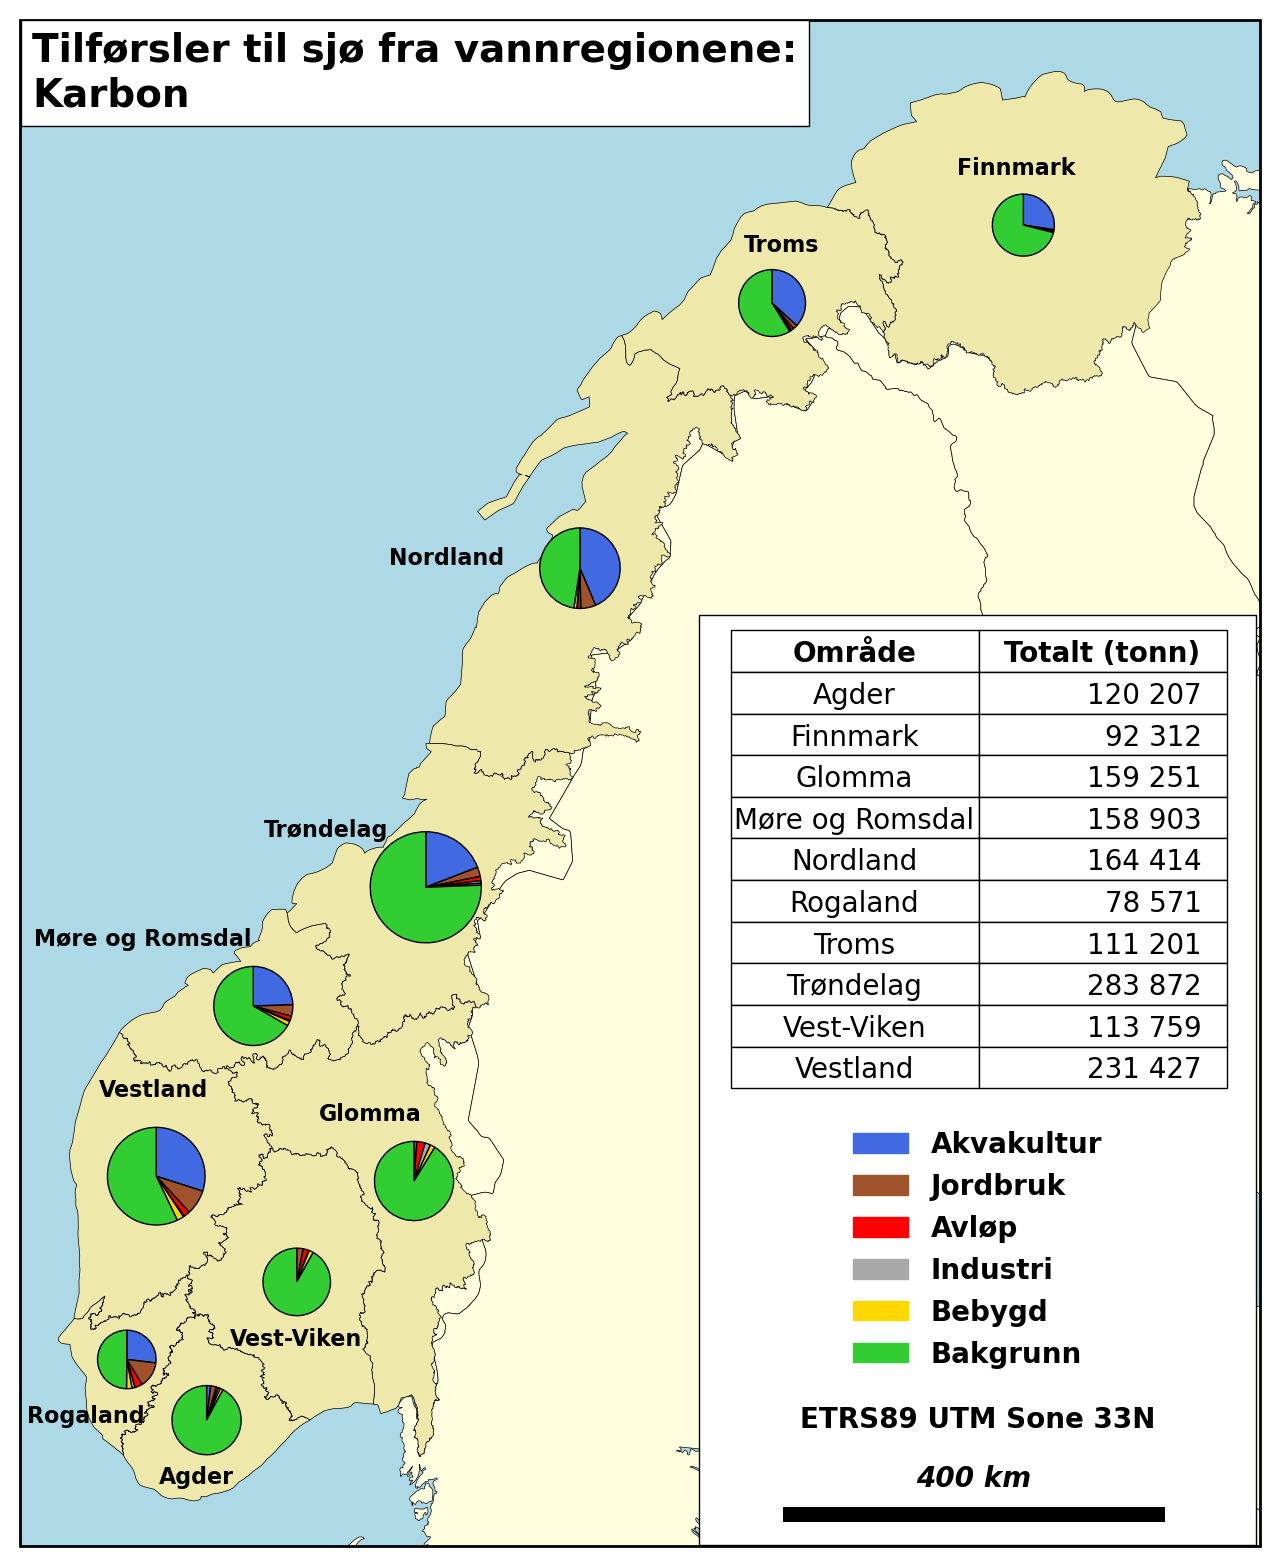 Tilførsler til sjø fra vannregionene:
Karbon
Finnmark
Troms
Nordland
Trøndelag
Møre og Romsdal
Vestland
Glomma
Vest-Viken
Rogaland
Agder
Område Totalt (tonn)
Agder 120 207
Finnmark 92 312
Glomma 159 251
Møre og Romsdal 158 903
Nordland 164 414
Rogaland 78 571
Troms 111 201
Trøndelag 283 872
Vest-Viken 113 759
Vestland 231 427
Akvakultur
Jordbruk
Avløp
Industri
Bebygd
Bakgrunn
ETRS89 UTM Sone 33N
400 km